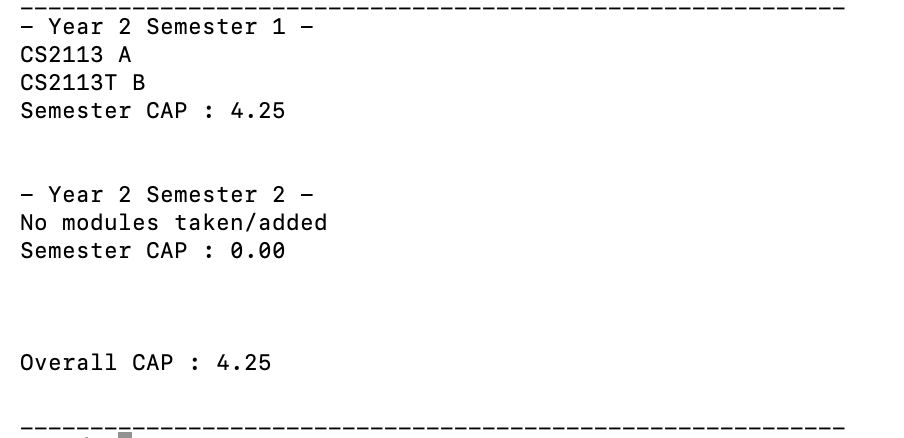 - Year 2 Semester 1 -
CS2113 A
CS2113T B
Semester CAP : 4.25
- Year 2 Semester 2 -
No modules taken/added
Semester CAP : 0.00
Overall CAP : 4.25